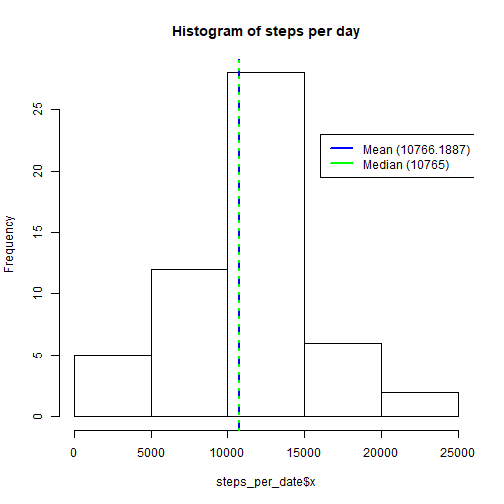 Histogram of steps per day
Frequency
25
20
15
10
5
0
Mean (10766.1887)
Median (10765)
0 5000 10000 15000 20000 25000
steps_per_date$x